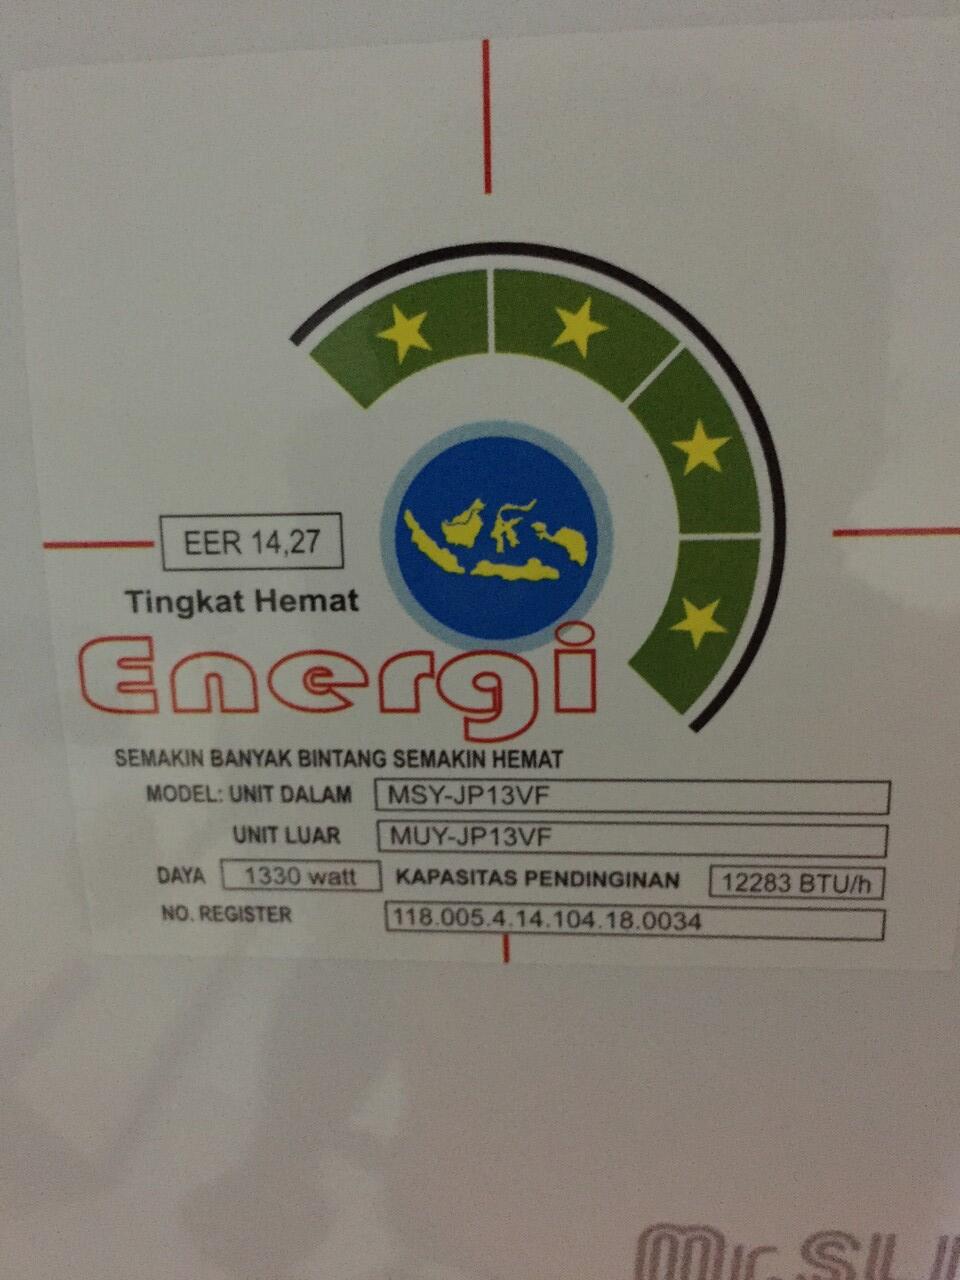 EER 14,27
Tingkat Hemat
Energi
SEMAKIN BANYAK BINTANG SEMAKIN HEMAT
MODEL: UNIT DALAM MSY-JP13VF
UNIT LUAR MUY-JP13VF
DAYA 1330 watt KAPASITAS PENDINGINAN 12283 BTU/h
NO. REGISTER 118.005.4.14.104.18.0034
Mr.